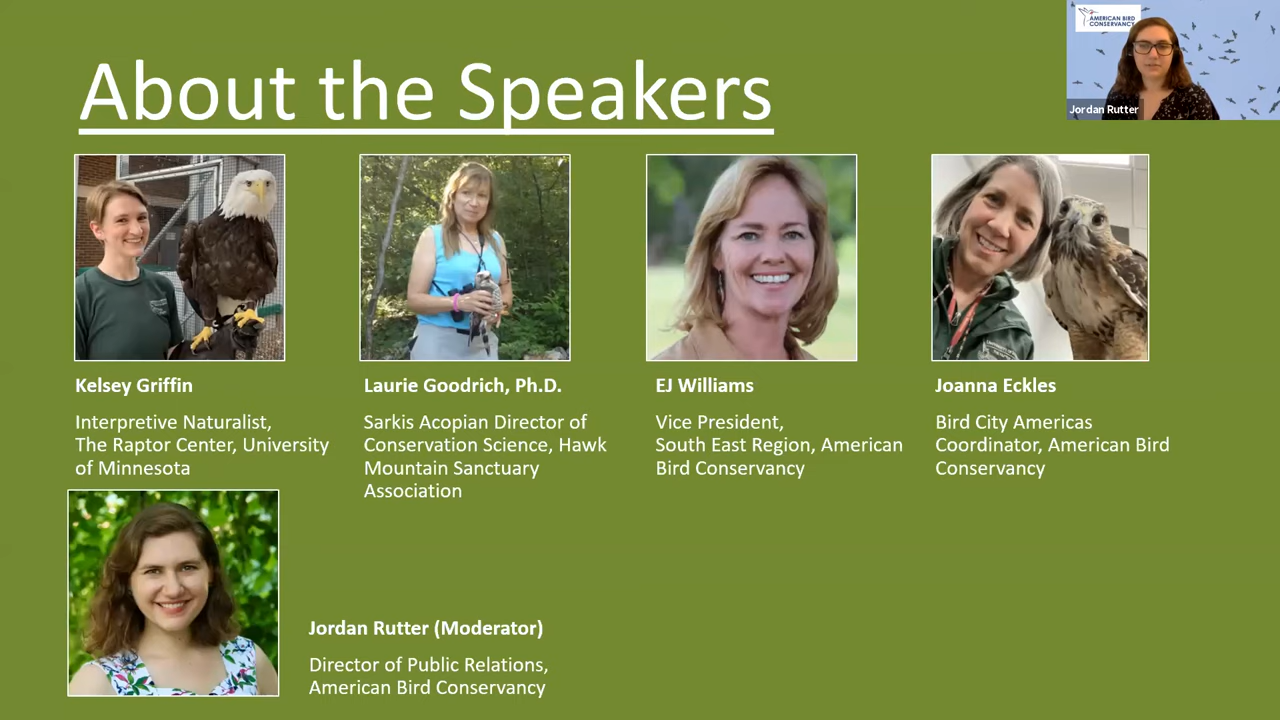 About the Speakers
AMERICAN BIRD
CONSERVANCY
Jordan Rutter
Kelsey Griffin
Interpretive Naturalist,
The Raptor Center, University
of Minnesota
Laurie Goodrich, Ph.D.
Sarkis Acopian Director of
Conservation Science, Hawk
Mountain Sanctuary
Association
EJ Williams
Vice President,
South East Region, American
Bird Conservancy
Joanna Eckles
Bird City Americas
Coordinator, American Bird
Conservancy
Jordan Rutter (Moderator)
Director of Public Relations,
American Bird Conservancy